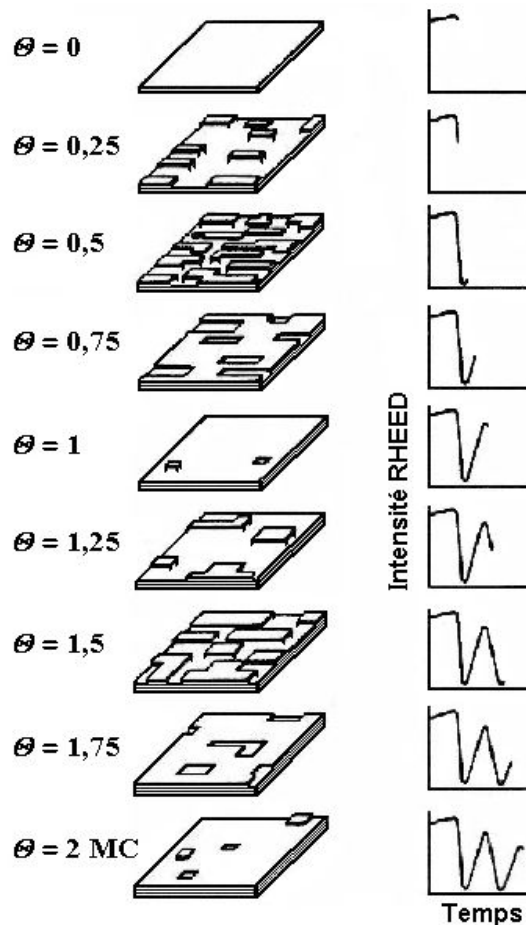 Θ = 0
Θ = 0,25
Θ = 0,5
Θ = 0,75
Θ = 1
Θ = 1,25
Θ = 1,5
Θ = 1,75
Θ = 2 MC
Intensité RHEED
Temps